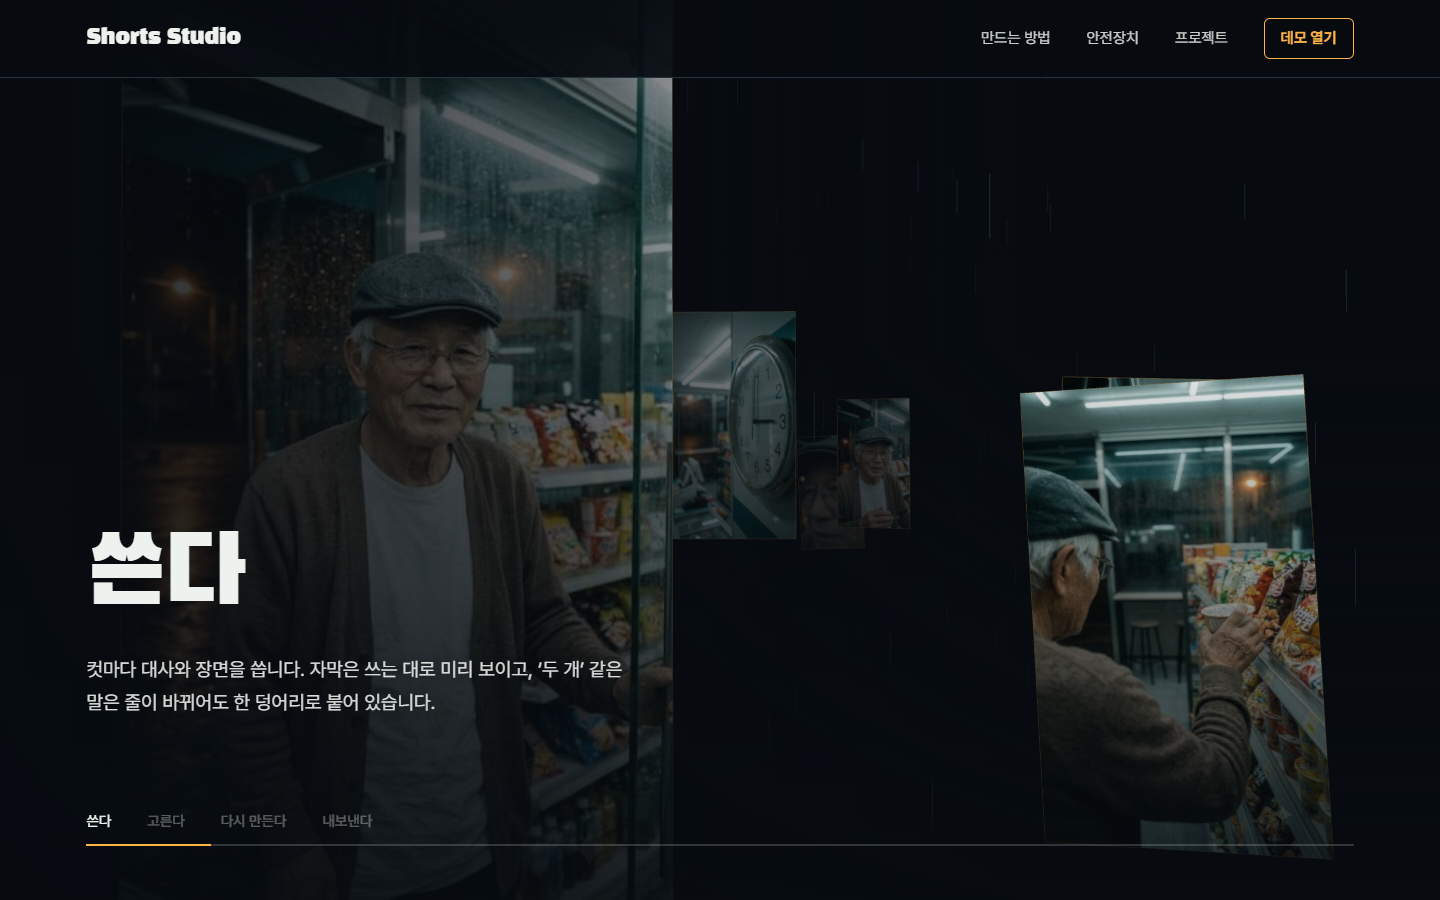 Shorts Studio
만드는 방법
안전장치
프로젝트
데모 열기
쓴다
컷마다 대사와 장면을 씁니다. 자막은 쓰는 대로 미리 보이고, ‘두 개’ 같은
말은 줄이 바뀌어도 한 덩어리로 붙어 있습니다.
쓴다
고른다
다시 만든다
내보낸다